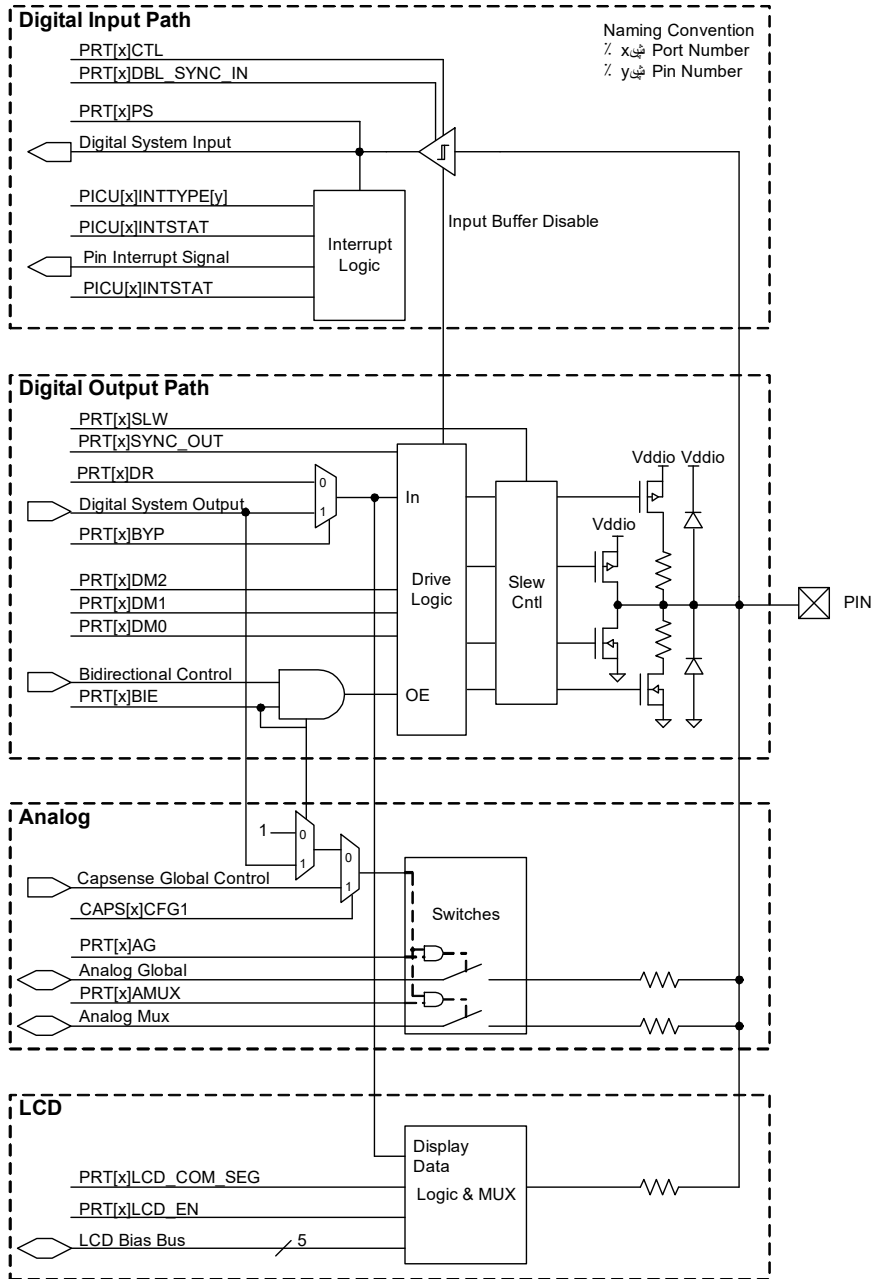 Digital Input Path
Naming Convention
x Port Number
y Pin Number
PRT[x]CTL
PRT[x]DBL_SYNC_IN
PRT[x]PS
Digital System Input
PICU[x]INTTYPE[y]
PICU[x]INTSTAT
Pin Interrupt Signal
PICU[x]INTSTAT
Interrupt
Logic
Input Buffer Disable
Digital Output Path
PRT[x]SLW
PRT[x]SYNC_OUT
PRT[x]DR
0
Digital System Output
1
PRT[x]BYP
In
Vddio Vddio
Vddio
PRT[x]DM2
PRT[x]DM1
PRT[x]DM0
Drive
Logic
Slew
Cntl
PIN
Bidirectional Control
PRT[x]BIE
OE
Analog
1
0
1
0
1
Capsense Global Control
CAPS[x]CFG1
Switches
PRT[x]AG
Analog Global
PRT[x]AMUX
Analog Mux
LCD
Display
Data
Logic & MUX
PRT[x]LCD_COM_SEG
PRT[x]LCD_EN
LCD Bias Bus
5